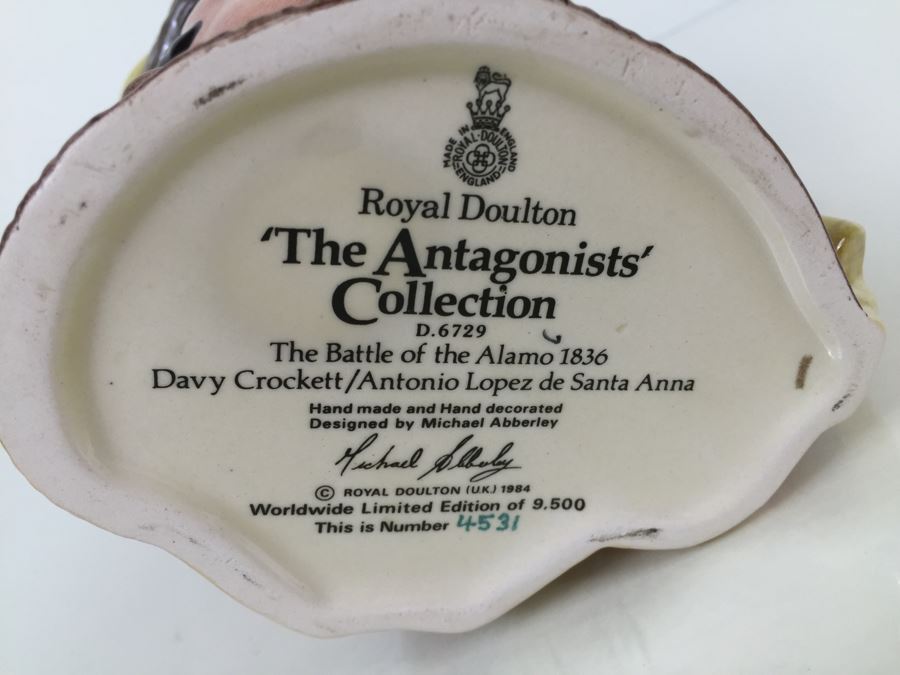 MADE IN ENGLAND
ROYAL·DOULTON
ENGLAND
Royal Doulton
'The Antagonists'
Collection
D.6729
The Battle of the Alamo 1836
Davy Crockett/Antonio Lopez de Santa Anna
Hand made and Hand decorated
Designed by Michael Abberley
Michael Abberley
© ROYAL DOULTON (U.K.) 1984
Worldwide Limited Edition of 9,500
This is Number 4531